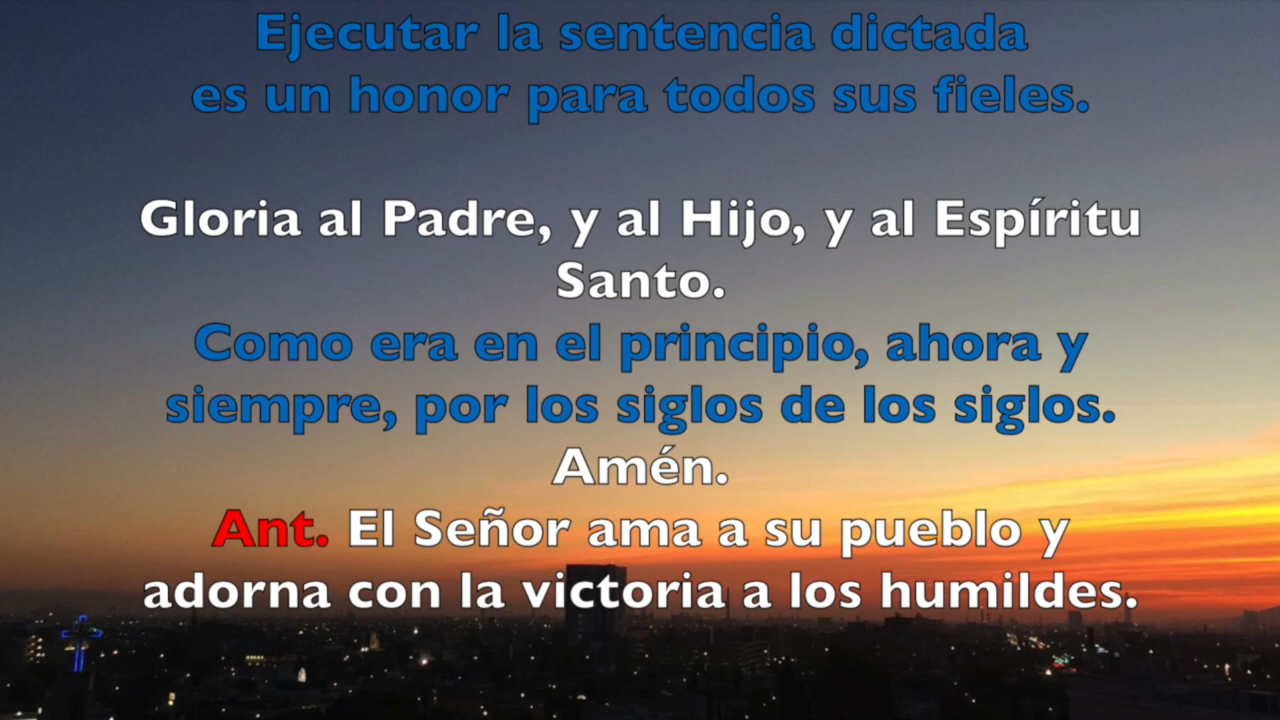 Ejecutar la sentencia dictada
es un honor para todos sus fieles.
Gloria al Padre, y al Hijo, y al Espíritu
Santo.
Como era en el principio, ahora y
siempre, por los siglos de los siglos.
Amén.
Ant. El Señor ama a su pueblo y
adorna con la victoria a los humildes.